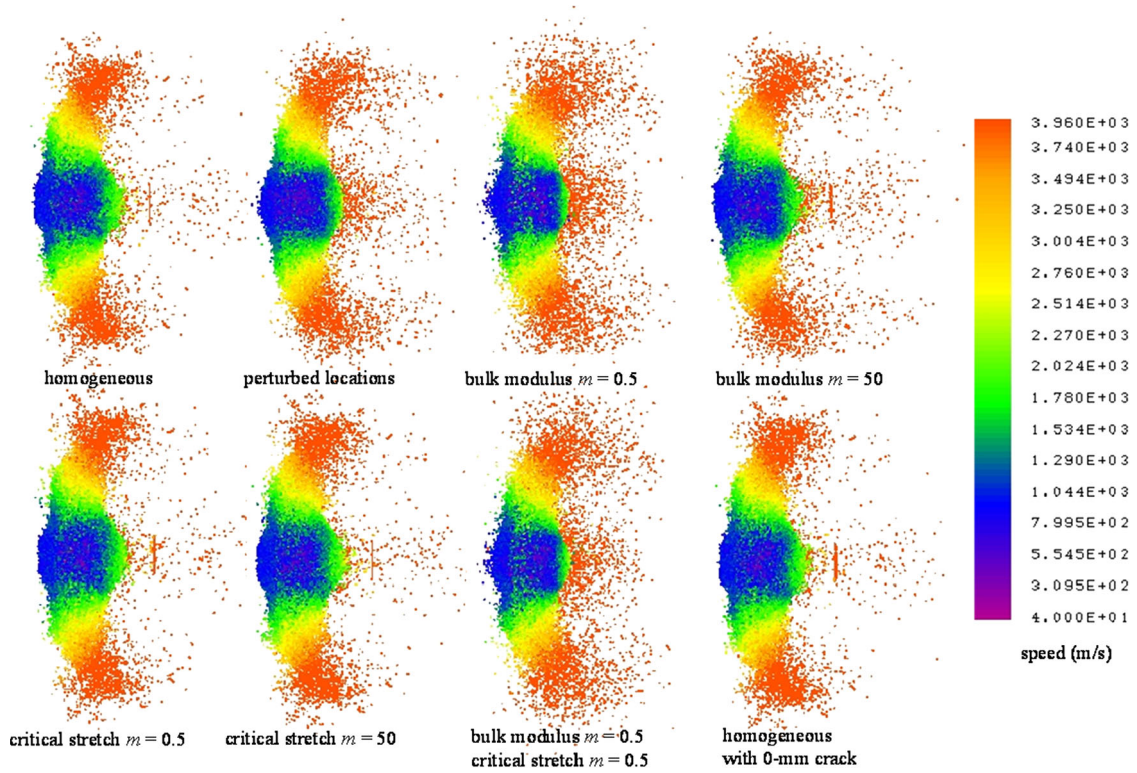 3.960E+03
3.740E+03
3.494E+03
3.250E+03
3.004E+03
2.760E+03
2.514E+03
2.270E+03
2.024E+03
1.780E+03
1.534E+03
1.290E+03
1.044E+03
7.995E+02
5.545E+02
3.095E+02
4.000E+01
speed (m/s)
homogeneous
perturbed locations
bulk modulus m = 0.5
bulk modulus m = 50
critical stretch m = 0.5
critical stretch m = 50
bulk modulus m = 0.5
critical stretch m = 0.5
homogeneous
with 0-mm crack